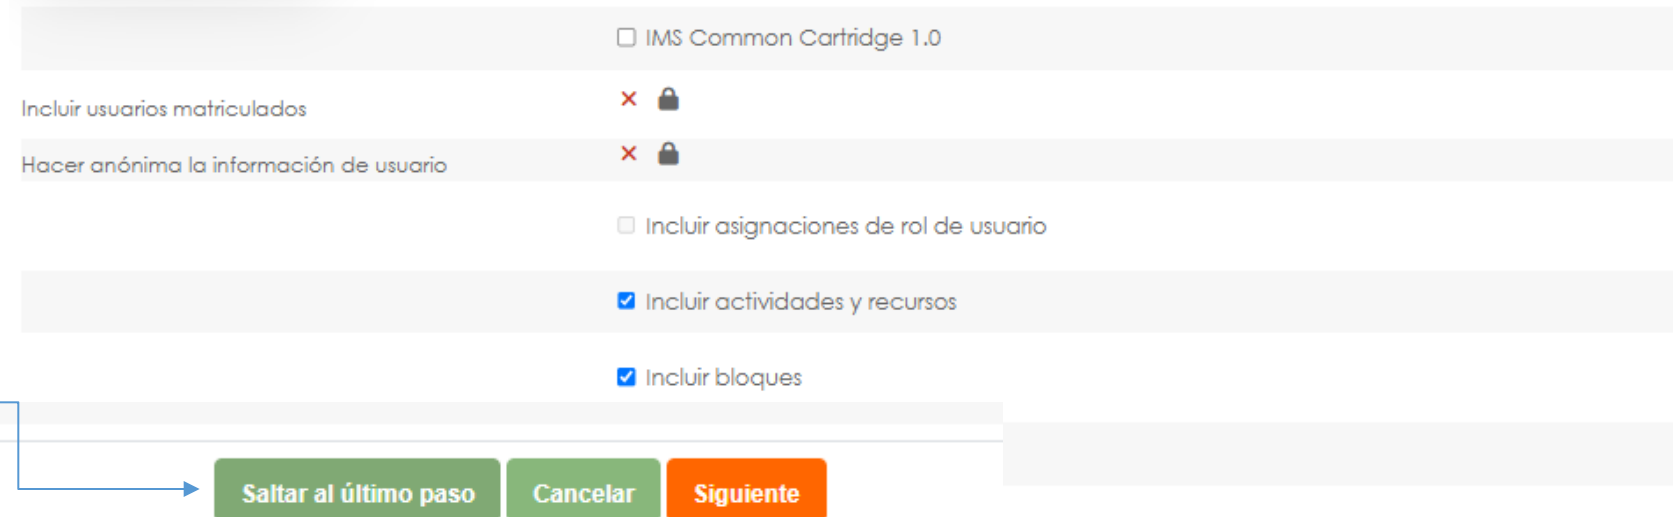 IMS Common Cartridge 1.0
Incluir usuarios matriculados
Hacer anónima la información de usuario
Incluir asignaciones de rol de usuario
Incluir actividades y recursos
Incluir bloques
Saltar al último paso Cancelar Siguiente